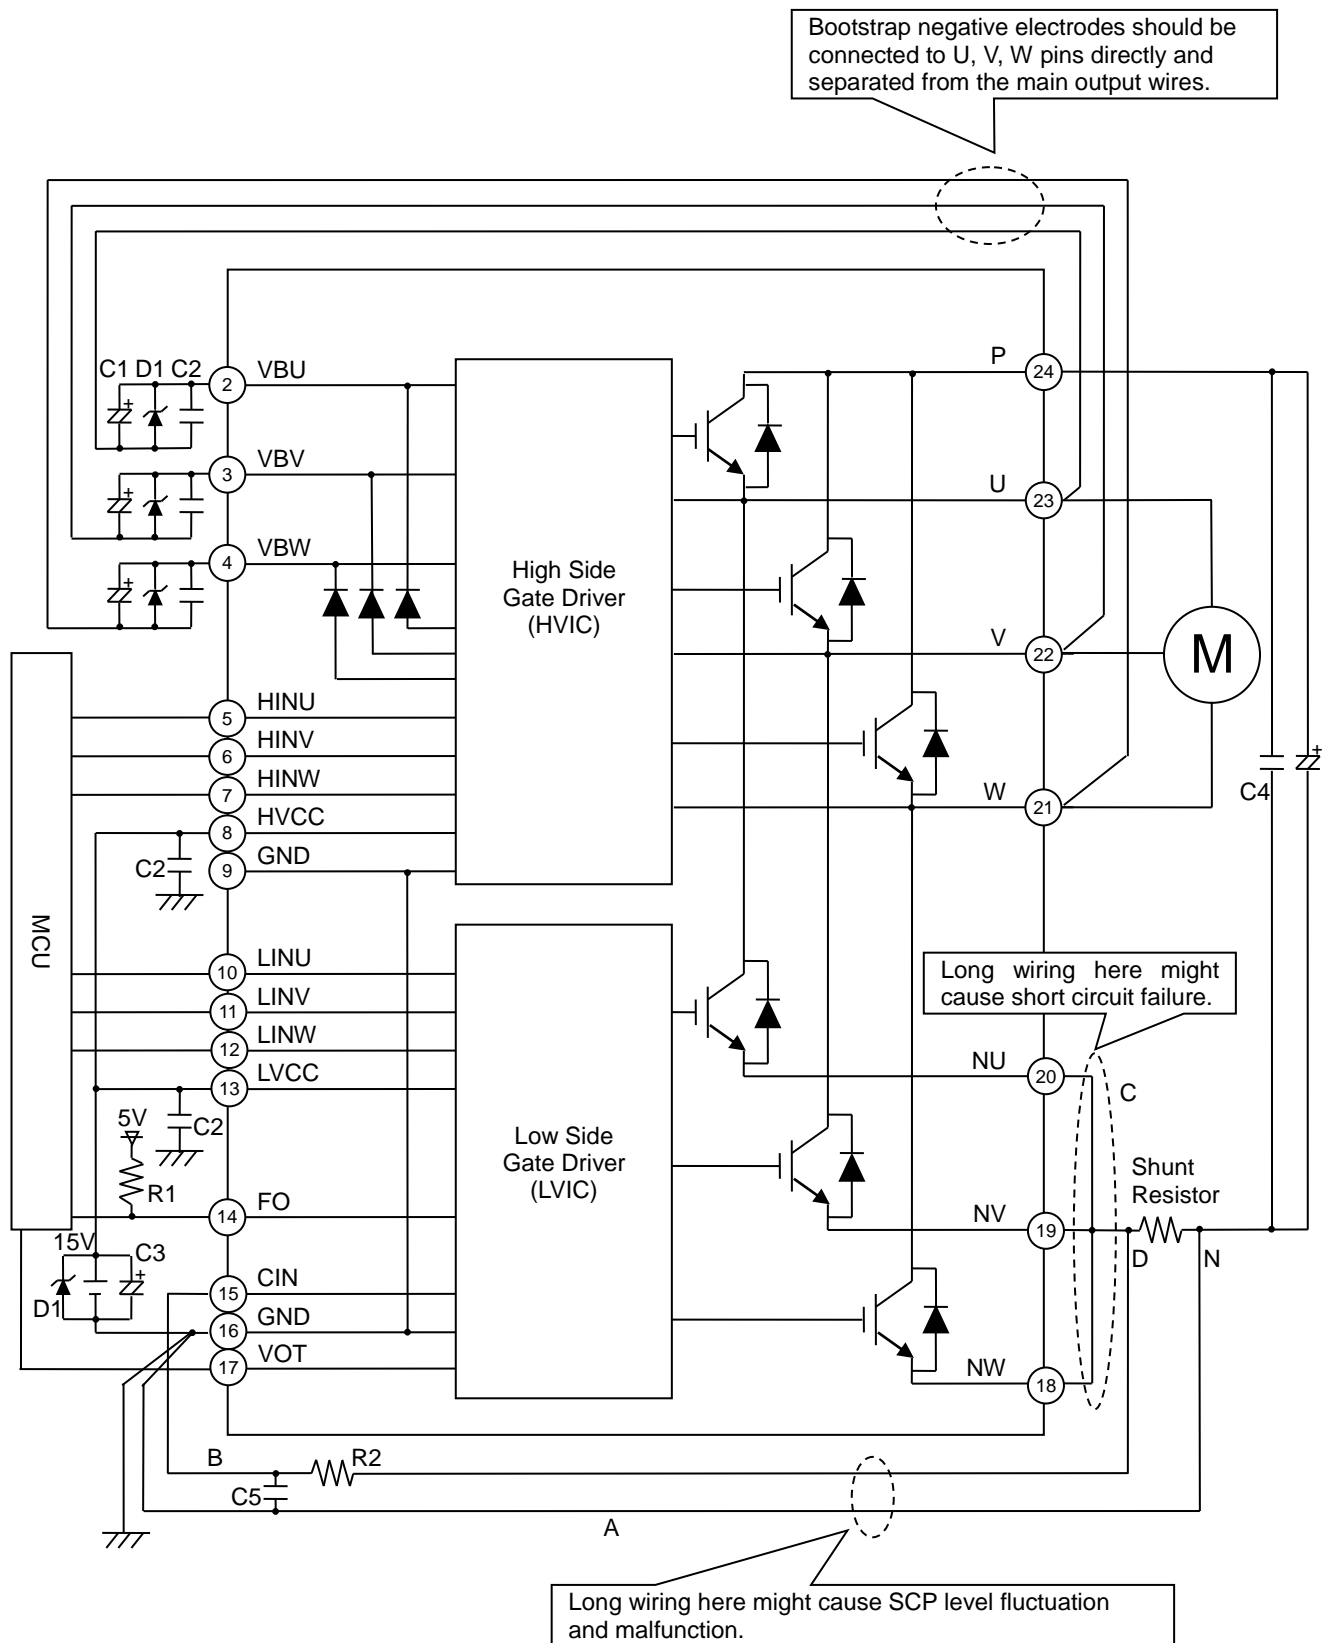 Bootstrap negative electrodes should be
connected to U, V, W pins directly and
separated from the main output wires.
C1 D1 C2
+
2
VBU
P
24
3
VBV
+
U
23
4
VBW
+
High Side
Gate Driver
(HVIC)
V
22
M
5
HINU
6
HINV
7
HINW
W
21
C4
+
8
HVCC
C2
9
GND
MCU
10
LINU
11
LINV
12
LINW
13
LVCC
C2
5V
R1
14
FO
Low Side
Gate Driver
(LVIC)
Long wiring here might
cause short circuit failure.
NU
20
C
Shunt
Resistor
NV
19
D
N
15V
C3
+
D1
15
CIN
16
GND
17
VOT
NW
18
B
R2
C5
A
Long wiring here might cause SCP level fluctuation
and malfunction.